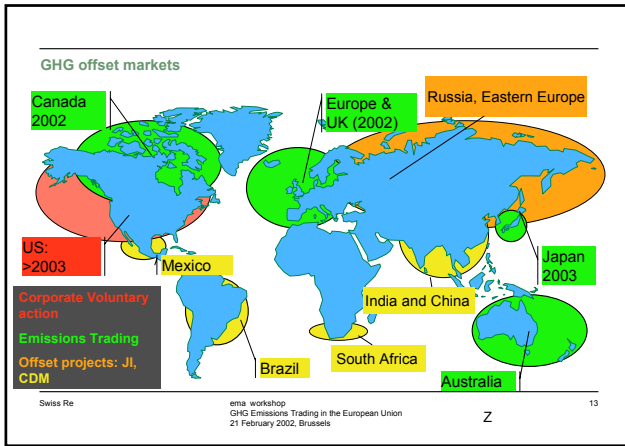 GHG offset markets
Canada
2002
Europe &
UK (2002)
Russia, Eastern Europe
US:
>2003
Mexico
Japan
2003
India and China
Corporate Voluntary
action
Emissions Trading
Offset projects: JI,
CDM
Brazil
South Africa
Australia
Swiss Re
ema workshop
GHG Emissions Trading in the European Union
21 February 2002, Brussels
Z
13